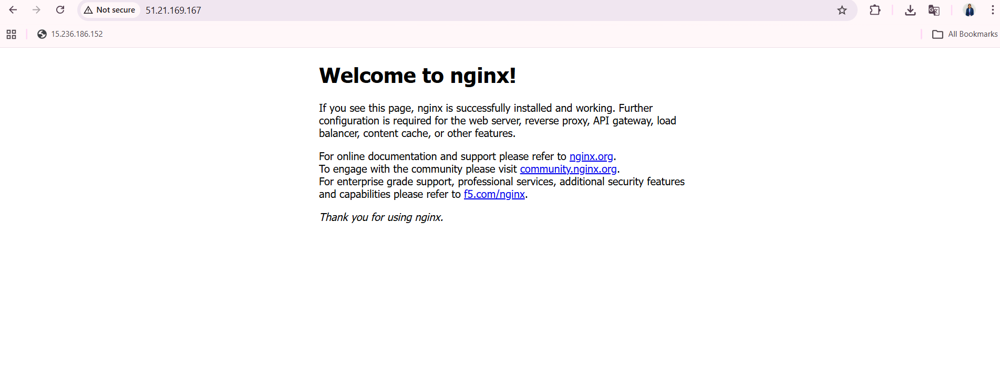 Not secure 51.21.169.167
15.236.186.152 All Bookmarks
Welcome to nginx!
If you see this page, nginx is successfully installed and working. Further
configuration is required for the web server, reverse proxy, API gateway, load
balancer, content cache, or other features.
For online documentation and support please refer to nginx.org.
To engage with the community please visit community.nginx.org.
For enterprise grade support, professional services, additional security features
and capabilities please refer to f5.com/nginx.
Thank you for using nginx.